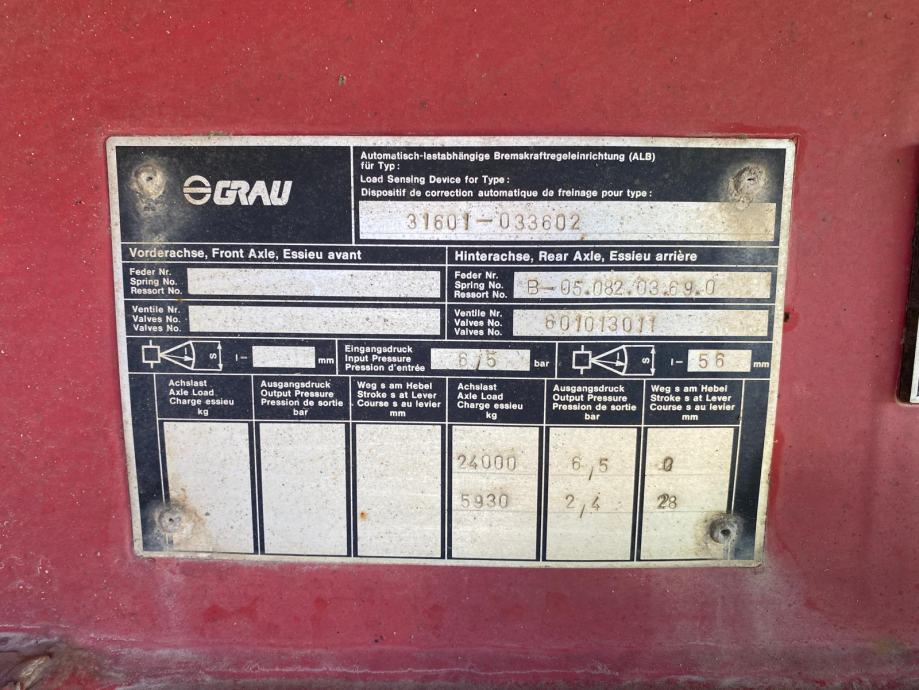 GRAU
Automatisch-lastabhängige Bremskraftregeleinrichtung (ALB)
für Typ:
Load Sensing Device for Type:
Dispositif de correction automatique de freinage pour type:
31601-033602
Vorderachse, Front Axle, Essieu avant
Hinterachse, Rear Axle, Essieu arrière
Feder Nr.
Spring No.
Ressort No.
Feder Nr.
Spring No.
Ressort No.
B-05.082.03.69.0
Ventile Nr.
Valves No.
Valves No.
Ventile Nr.
Valves No.
Valves No.
601013011
s
l- mm
Eingangsdruck
Input Pressure
Pression d'entrée
6,5 bar
s
l- 56 mm
Achslast
Axle Load
Charge essieu
kg
Ausgangsdruck
Output Pressure
Pression de sortie
bar
Weg s am Hebel
Stroke s at Lever
Course s au levier
mm
Achslast
Axle Load
Charge essieu
kg
Ausgangsdruck
Output Pressure
Pression de sortie
bar
Weg s am Hebel
Stroke s at Lever
Course s au levier
mm
24000 6,5 0
5930 2,4 28